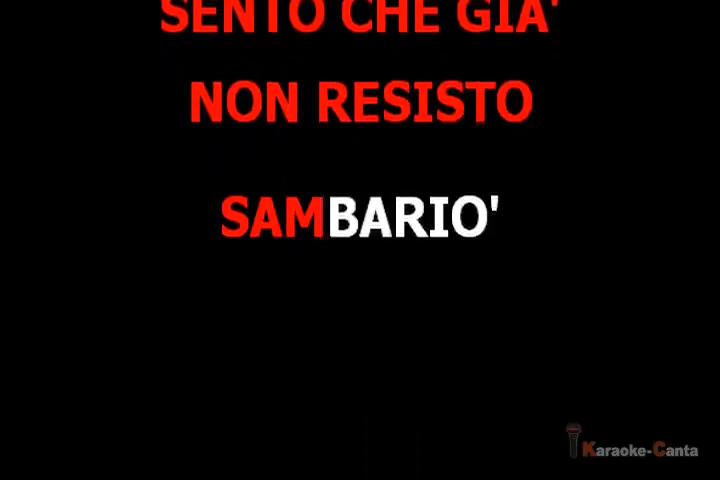 SENTO CHE GIA'
NON RESISTO
SAMBARIO'
Karaoke-Canta